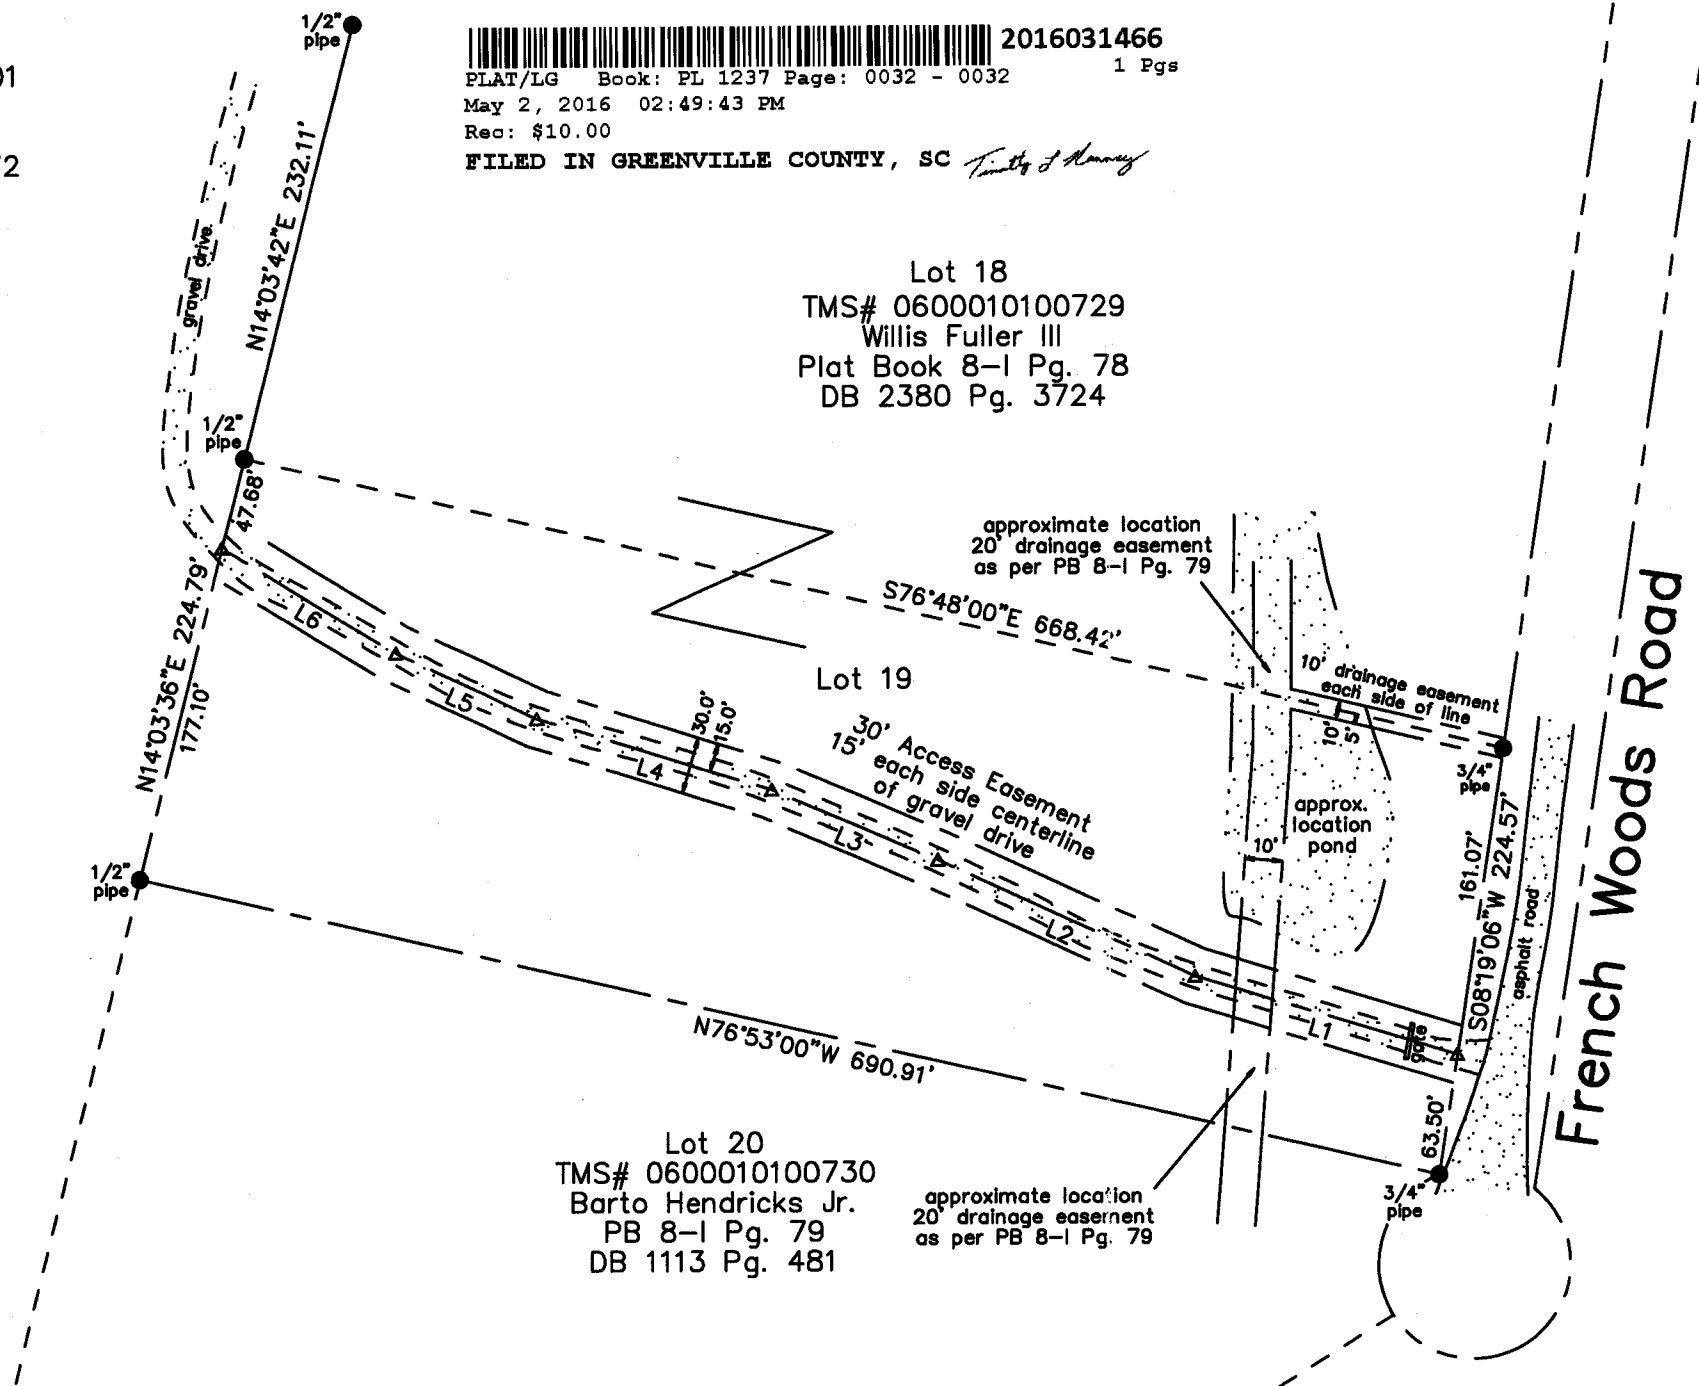 1/2"
pipe
2016031466
PLAT/LG Book: PL 1237 Page: 0032 - 0032
1 Pgs
May 2, 2016 02:49:43 PM
Rec: $10.00
FILED IN GREENVILLE COUNTY, SC
N14°03'42"E 232.11'
gravel drive
Lot 18
TMS# 0600010100729
Willis Fuller III
Plat Book 8-I Pg. 78
DB 2380 Pg. 3724
1/2"
pipe
47.68'
approximate location
20' drainage easement
as per PB 8-I Pg. 79
S76°48'00"E 668.42'
Lot 19
10' drainage easement
each side of line
10'
5'
3/4"
pipe
L6
L5
L4
30.0'
15.0'
30' Access Easement
15' each side centerline
of gravel drive
L3
L2
L1
gate
approx.
location
pond
10'
161.07'
S08°19'06"W 224.57'
asphalt road
French Woods Road
N14°03'36"E 224.79'
177.10'
1/2"
pipe
N76°53'00"W 690.91'
63.50'
3/4"
pipe
Lot 20
TMS# 0600010100730
Barto Hendricks Jr.
PB 8-I Pg. 79
DB 1113 Pg. 481
approximate location
20' drainage easement
as per PB 8-I Pg. 79